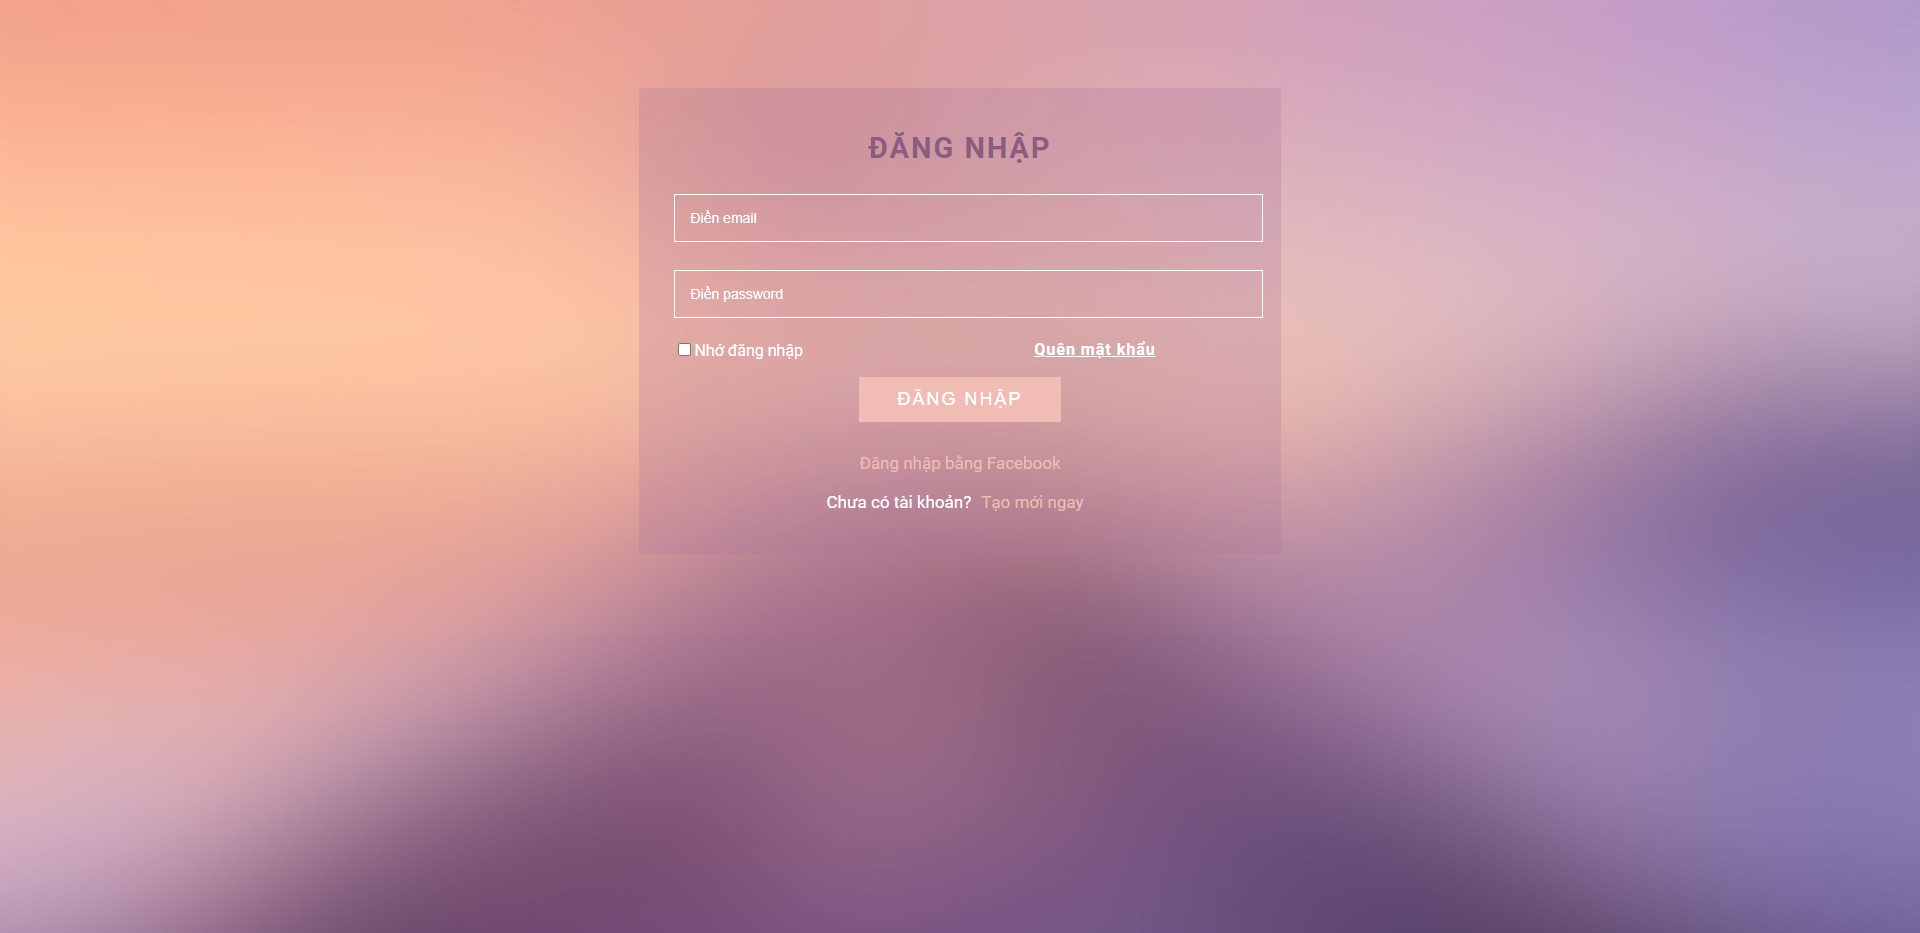 ĐĂNG NHẬP
Điền email
Điền password
Nhớ đăng nhập Quên mật khẩu
ĐĂNG NHẬP
Đăng nhập bằng Facebook
Chưa có tài khoản? Tạo mới ngay